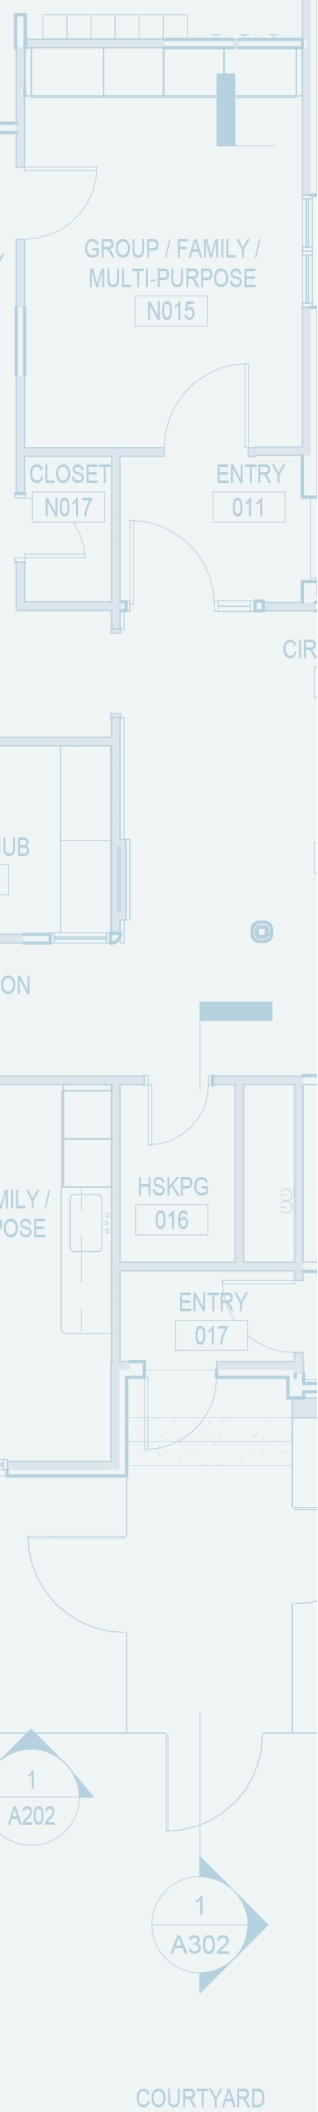 GROUP / FAMILY /
MULTI-PURPOSE
N015
CLOSET
N017
ENTRY
011
CIR
UB
ON
HSKPG
016
MILY /
POSE
ENTRY
017
1
A202
1
A302
COURTYARD